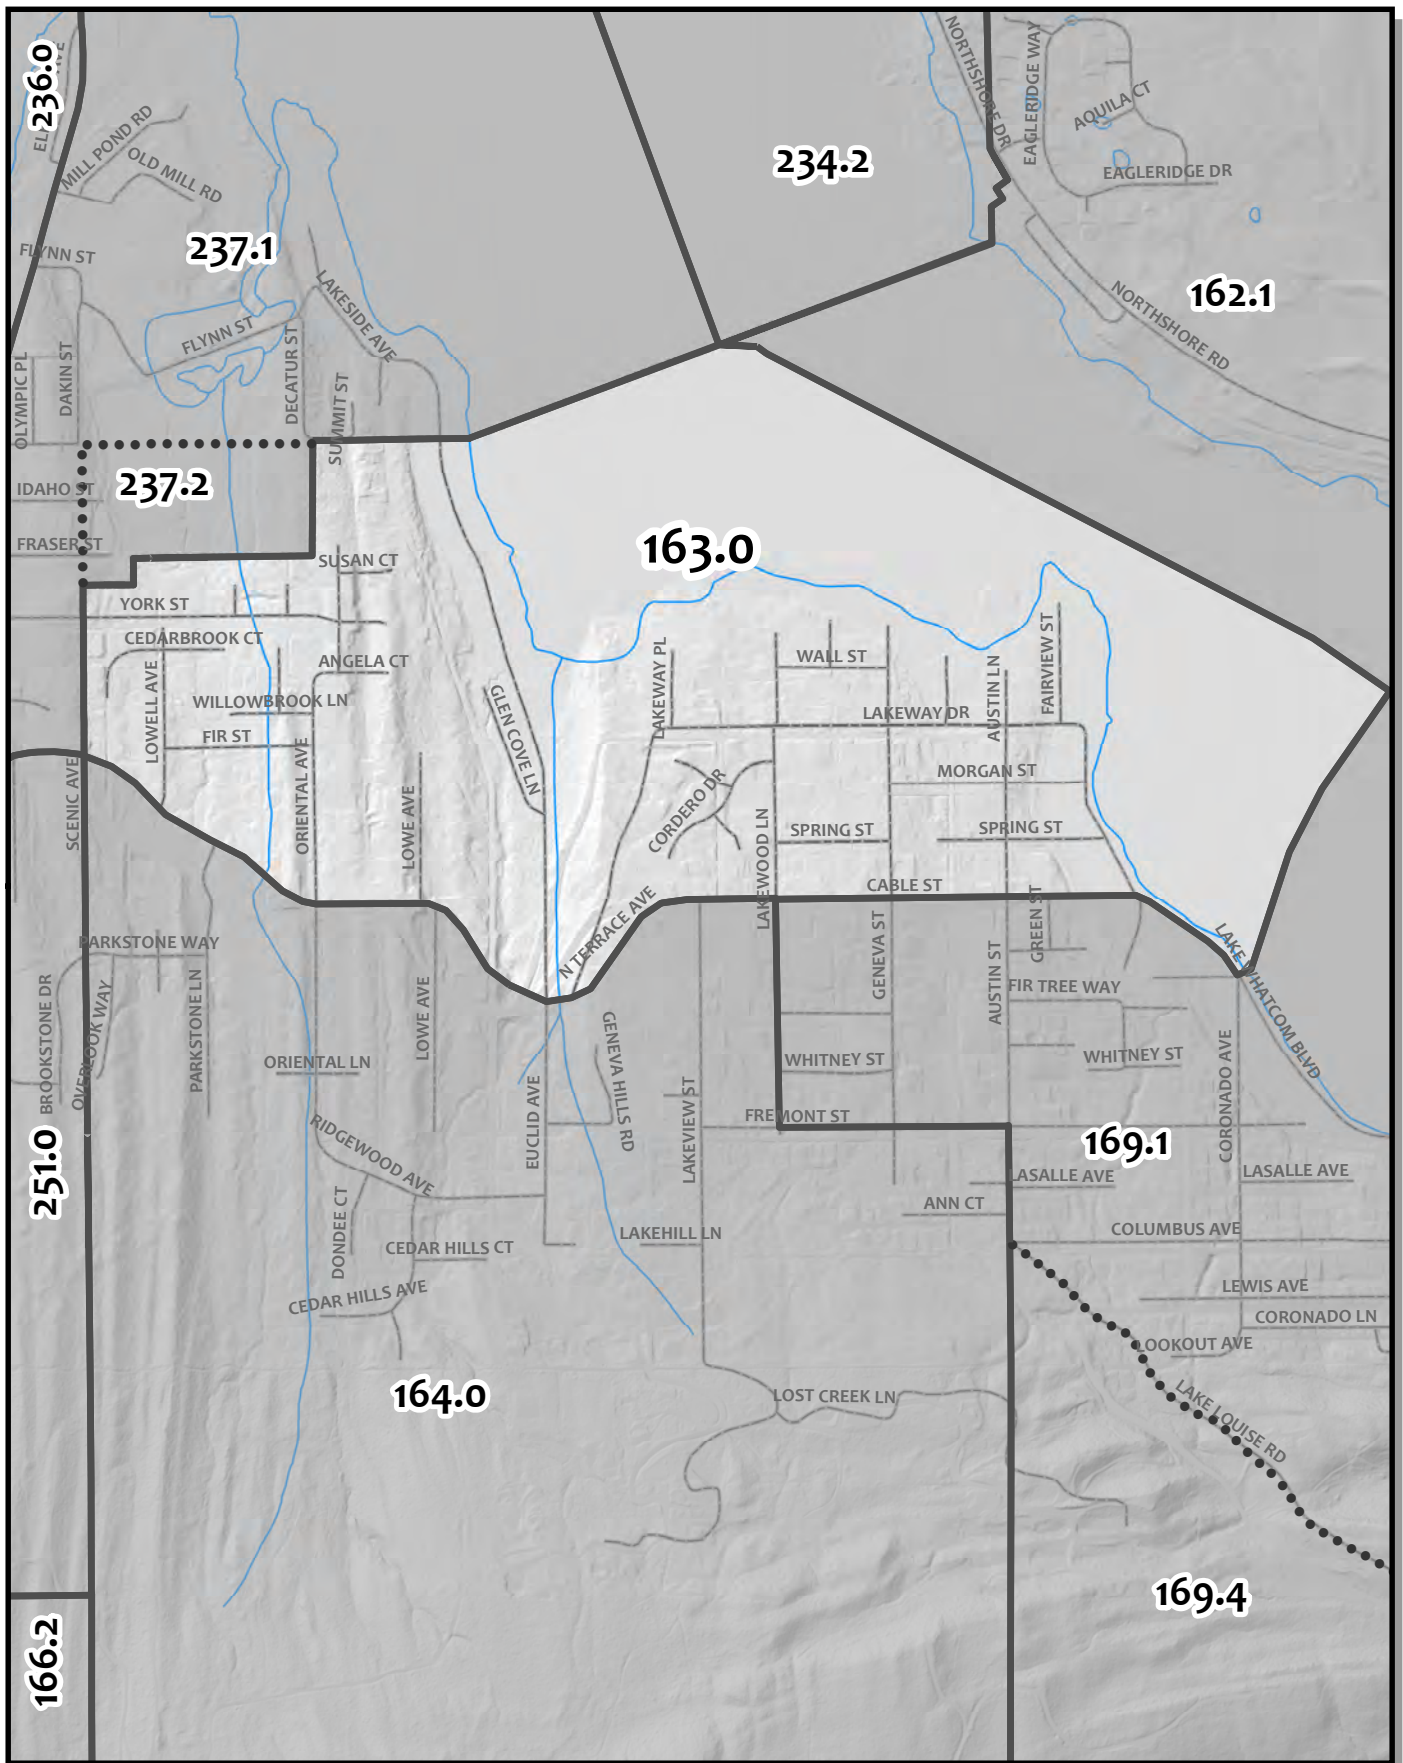 236.0
MILL POND RD
OLD MILL RD
237.1
FLYNN ST
LAKESIDE AVE
FLYNN ST
DECATUR ST
SUMMIT ST
OLYMPIC PL
DAKIN ST
234.2
NORTHSHORE DR
EAGLERIDGE WAY
AQUILA CT
EAGLERIDGE DR
162.1
NORTHSHORE RD
IDAHO ST
237.2
FRASER ST
163.0
SUSAN CT
YORK ST
CEDARBROOK CT
ANGELA CT
LOWELL AVE
WILLOWBROOK LN
FIR ST
ORIENTAL AVE
LOWE AVE
GLEN COVE LN
LAKEWAY PL
WALL ST
LAKEWAY DR
AUSTIN LN
FAIRVIEW ST
MORGAN ST
CORDERO DR
LAKEWOOD LN
SPRING ST
SPRING ST
SCENIC AVE
CABLE ST
N TERRACE AVE
GENEVA ST
AUSTIN ST
GREEN ST
LAKE WHATCOM BLVD
PARKSTONE WAY
BROOKSTONE DR
OVERLOOK WAY
PARKSTONE LN
LOWE AVE
ORIENTAL LN
FIR TREE WAY
WHITNEY ST
WHITNEY ST
CORONADO AVE
EUCLID AVE
GENEVA HILLS RD
LAKEVIEW ST
FREMONT ST
RIDGEWOOD AVE
251.0
169.1
LASALLE AVE
LASALLE AVE
ANN CT
DONDEE CT
CEDAR HILLS CT
LAKEHILL LN
COLUMBUS AVE
CEDAR HILLS AVE
LEWIS AVE
CORONADO LN
LOOKOUT AVE
164.0
LOST CREEK LN
LAKE LOUISE RD
169.4
166.2